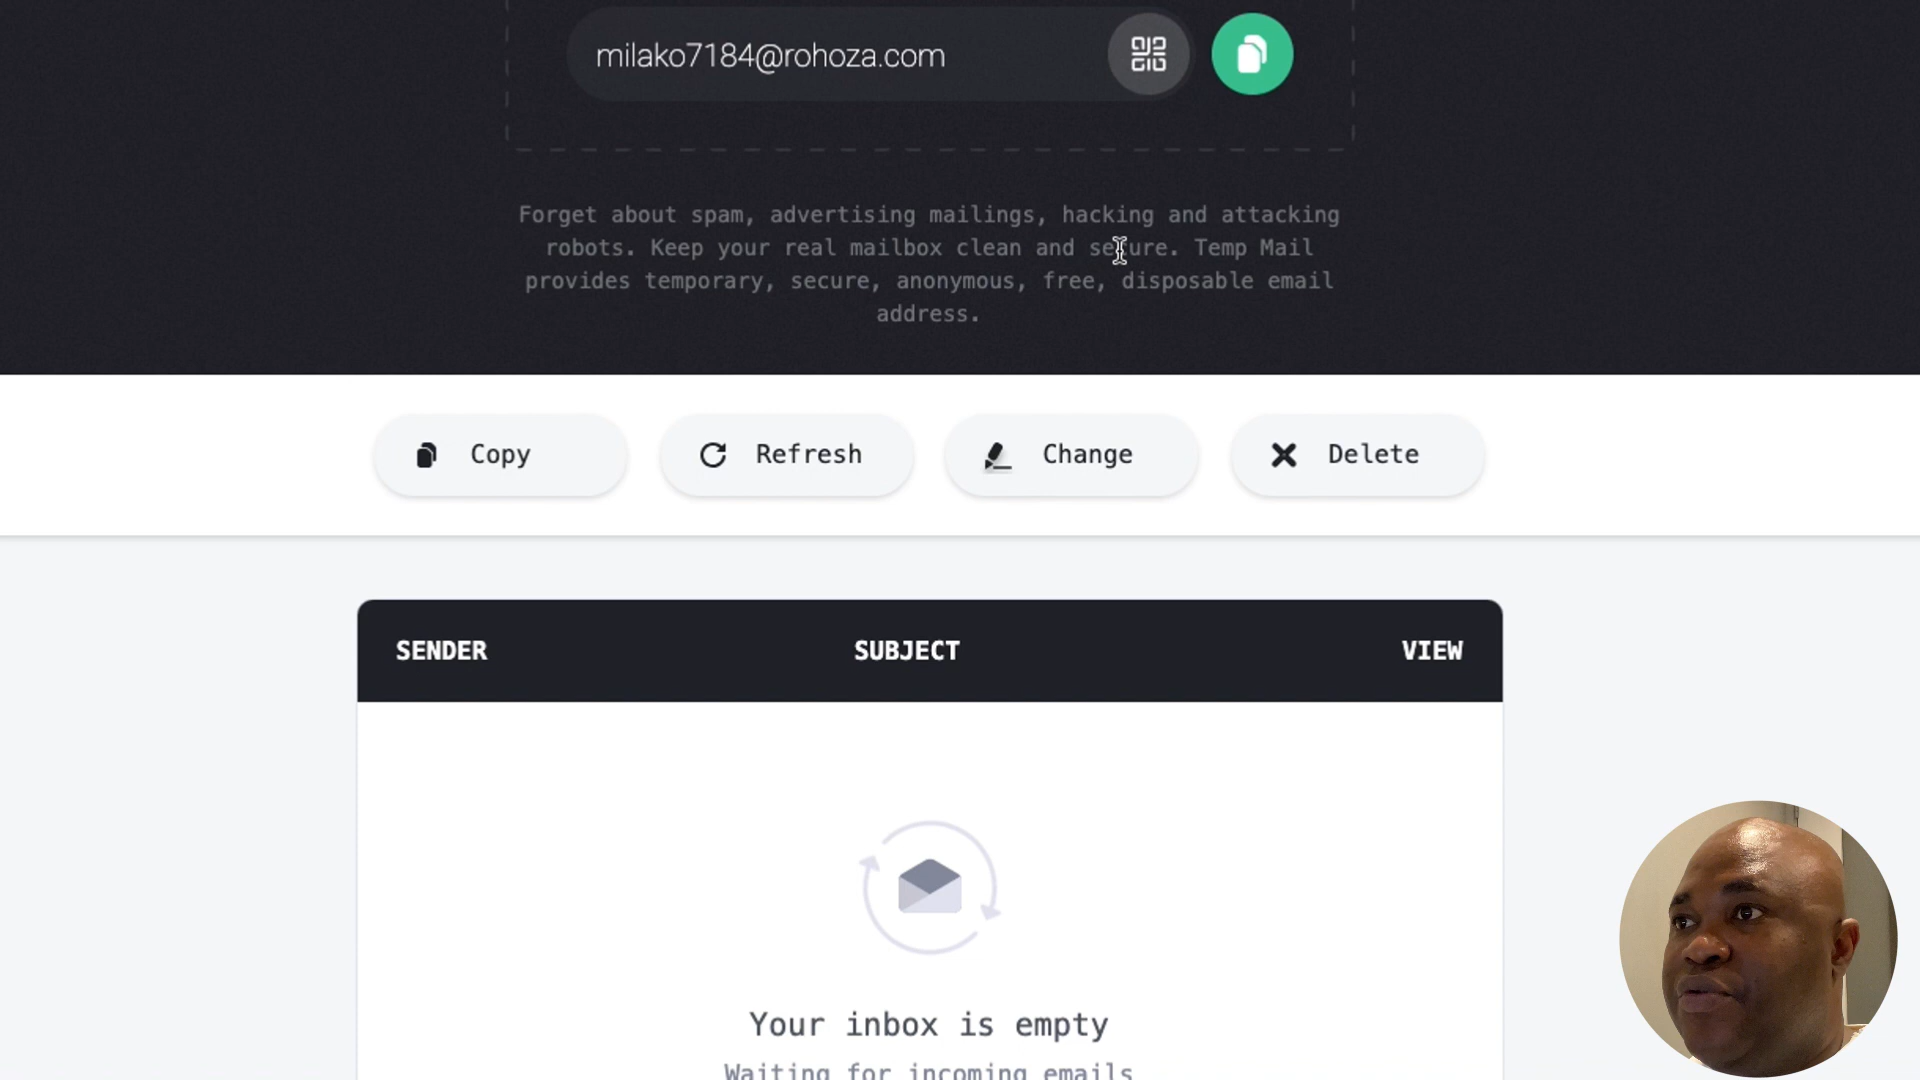 milako7184@rohoza.com
Forget about spam, advertising mailings, hacking and attacking
robots. Keep your real mailbox clean and secure. Temp Mail
provides temporary, secure, anonymous, free, disposable email
address.
Copy
Refresh
Change
Delete
SENDER
SUBJECT
VIEW
Your inbox is empty
Waiting for incoming emails